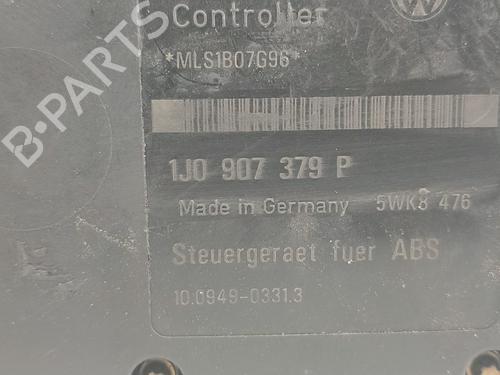 Controller
*MLS1B07G96*
1J0 907 379 P
Made in Germany 5WK8 476
Steuergeraet fuer ABS
10.0949-0331.3
B-PARTS